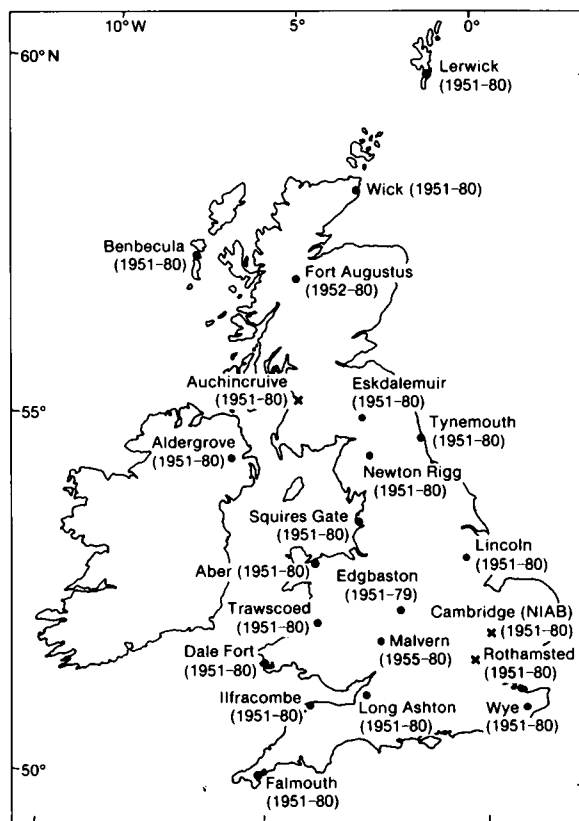 10°W 5° 0°
60°N
Lerwick
(1951–80)
Wick (1951–80)
Benbecula
(1951–80)
Fort Augustus
(1952–80)
Auchincruive
(1951–80)
Eskdalemuir
(1951–80)
55°
Tynemouth
(1951–80)
Aldergrove
(1951–80)
Newton Rigg
(1951–80)
Squires Gate
(1951–80)
Lincoln
(1951–80)
Aber (1951–80)
Edgbaston
(1951–79)
Trawscoed
(1951–80)
Cambridge (NIAB)
(1951–80)
Malvern
(1955–80)
Rothamsted
(1951–80)
Dale Fort
(1951–80)
Ilfracombe
(1951–80)
Long Ashton
(1951–80)
Wye
(1951–80)
50°
Falmouth
(1951–80)
5° 0°